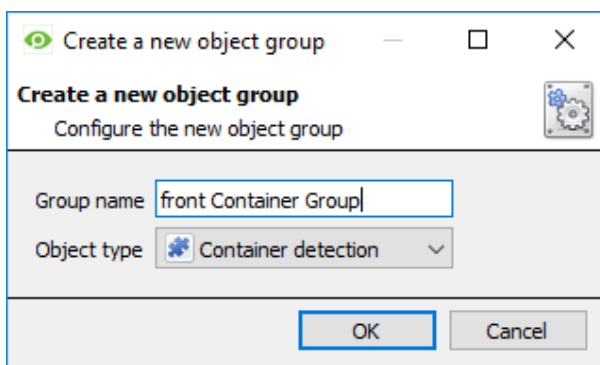 Create a new object group
Create a new object group
Configure the new object group
Group name front Container Group
Object type Container detection
OK Cancel